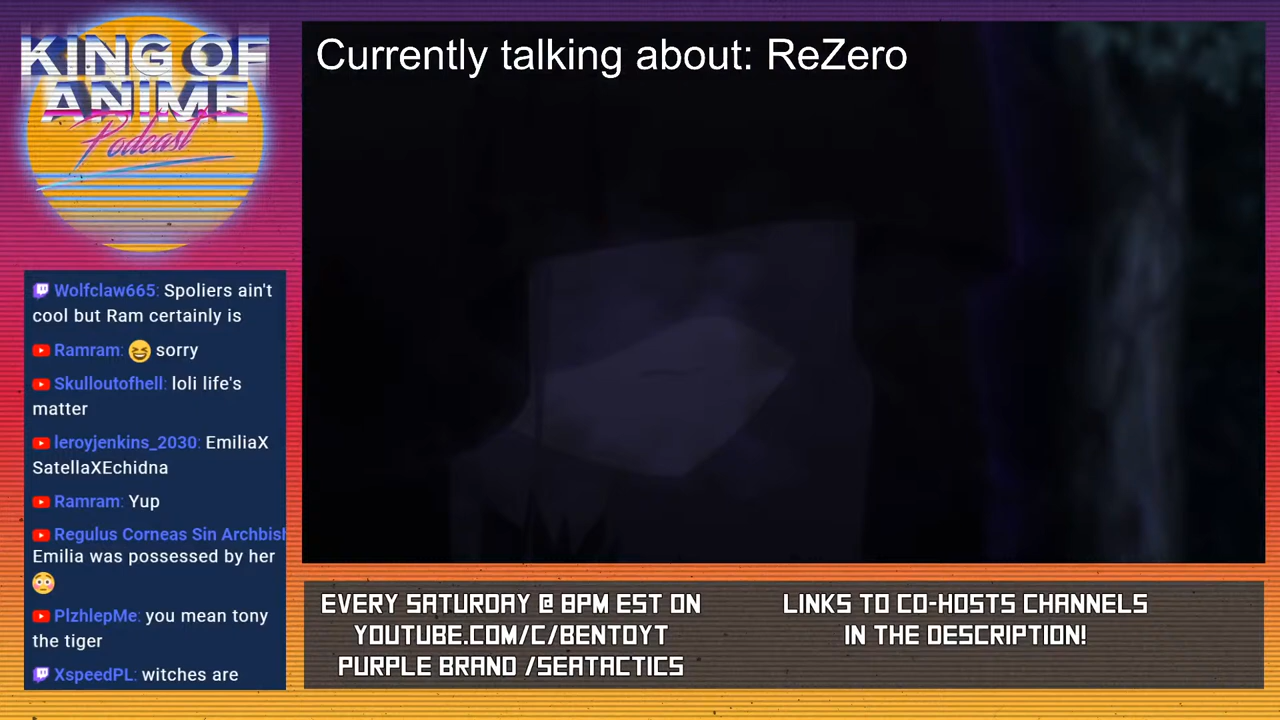 KING OF
ANIME
Podcast
Currently talking about: ReZero
Wolfclaw665: Spoliers ain't
cool but Ram certainly is
Ramram: 😆 sorry
Skulloutofhell: loli life's
matter
leroyjenkins_2030: EmiliaX
SatellaXEchidna
Ramram: Yup
Regulus Corneas Sin Archbish
Emilia was possessed by her
😳
PlzhlepMe: you mean tony
the tiger
XspeedPL: witches are
EVERY SATURDAY @ 8PM EST ON
YOUTUBE.COM/C/BENTOYT
PURPLE BRAND /SEATACTICS
LINKS TO CO-HOSTS CHANNELS
IN THE DESCRIPTION!